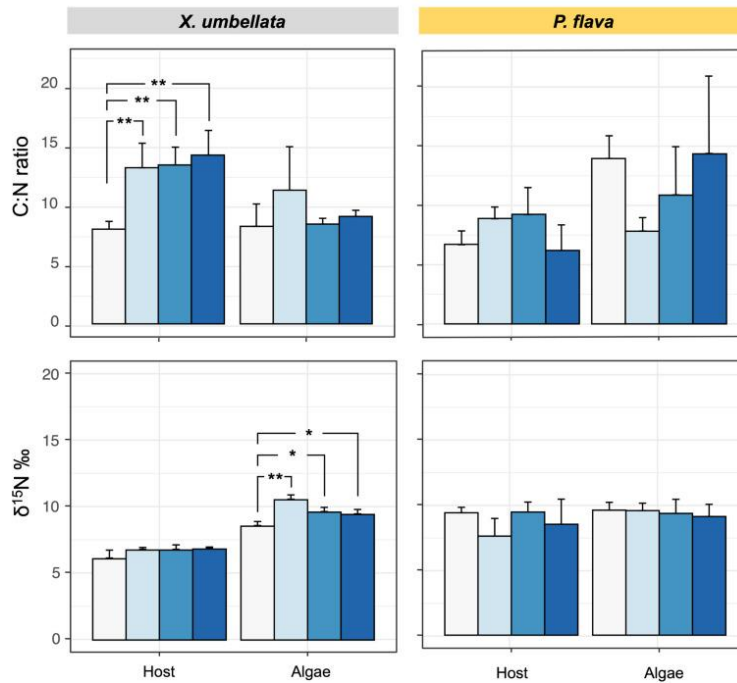 X. umbellata
P. flava
C:N ratio
20
15
10
5
0
**
**
**
δ¹⁵N ‰
20
15
10
5
0
*
*
**
Host
Algae
Host
Algae